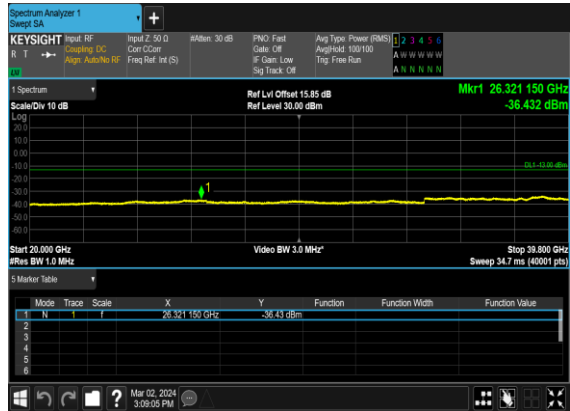 Spectrum Analyzer 1
Swept SA
+
KEYSIGHT Input: RF Input Z: 50 Ω #Atten: 30 dB PNO: Fast Avg Type: Power (RMS) 1 2 3 4 5 6
R T Coupling: DC Corr CCorr Gate: Off Avg|Hold: 100/100 A W W W W W
Align: Auto/No RF Freq Ref: Int (S) IF Gain: Low Trig: Free Run
LW Sig Track: Off A N N N N N
1 Spectrum Ref Lvl Offset 15.85 dB Mkr1 26.321 150 GHz
Scale/Div 10 dB Ref Level 30.00 dBm -36.432 dBm
Log
20.0
10.0
0.00
-10.0 DL1 -13.00 dBm
-20.0
-30.0 1
-40.0
-50.0
-60.0
Start 20.000 GHz Video BW 3.0 MHz* Stop 39.800 GHz
#Res BW 1.0 MHz Sweep 34.7 ms (40001 pts)
5 Marker Table
Mode Trace Scale X Y Function Function Width Function Value
1 N 1 f 26.321 150 GHz -36.43 dBm
2
3
4
5
6
? Mar 02, 2024
3:09:05 PM